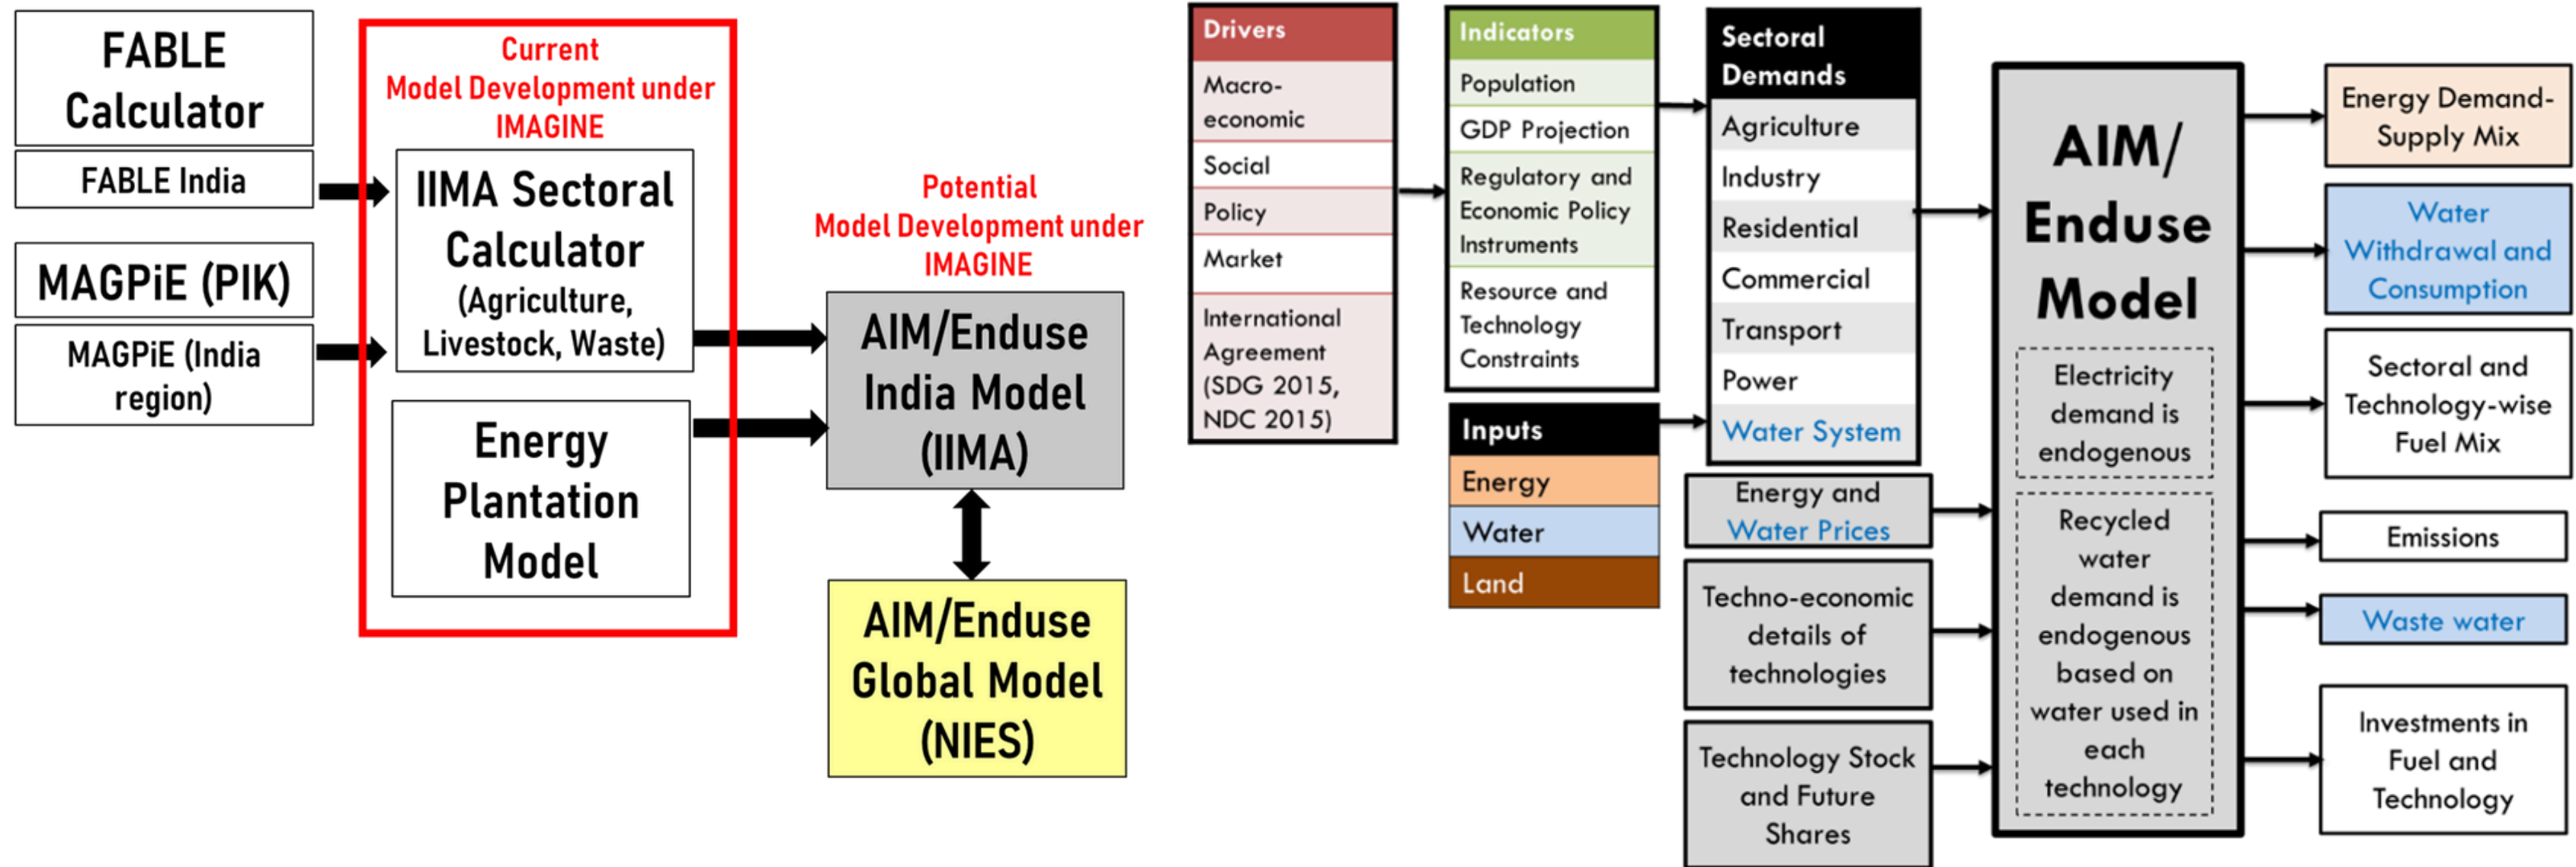 FABLE
Calculator
FABLE India
MAGPiE (PIK)
MAGPiE (India
region)
Current
Model Development under
IMAGINE
IIMA Sectoral
Calculator
(Agriculture,
Livestock, Waste)
Energy
Plantation
Model
Potential
Model Development under
IMAGINE
AIM/Enduse
India Model
(IIMA)
AIM/Enduse
Global Model
(NIES)
Drivers
Macro-
economic
Social
Policy
Market
International
Agreement
(SDG 2015,
NDC 2015)
Indicators
Population
GDP Projection
Regulatory and
Economic Policy
Instruments
Resource and
Technology
Constraints
Inputs
Energy
Water
Land
Sectoral
Demands
Agriculture
Industry
Residential
Commercial
Transport
Power
Water System
Energy and
Water Prices
Techno-economic
details of
technologies
Technology Stock
and Future
Shares
AIM/
Enduse
Model
Electricity
demand is
endogenous
Recycled
water
demand is
endogenous
based on
water used in
each
technology
Energy Demand-
Supply Mix
Water
Withdrawal and
Consumption
Sectoral and
Technology-wise
Fuel Mix
Emissions
Waste water
Investments in
Fuel and
Technology